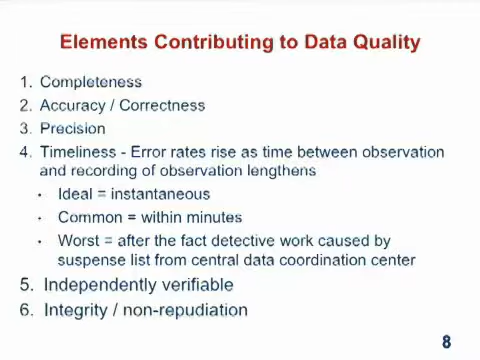 Elements Contributing to Data Quality
1. Completeness
2. Accuracy / Correctness
3. Precision
4. Timeliness - Error rates rise as time between observation
and recording of observation lengthens
• Ideal = instantaneous
• Common = within minutes
• Worst = after the fact detective work caused by
suspense list from central data coordination center
5. Independently verifiable
6. Integrity / non-repudiation
8